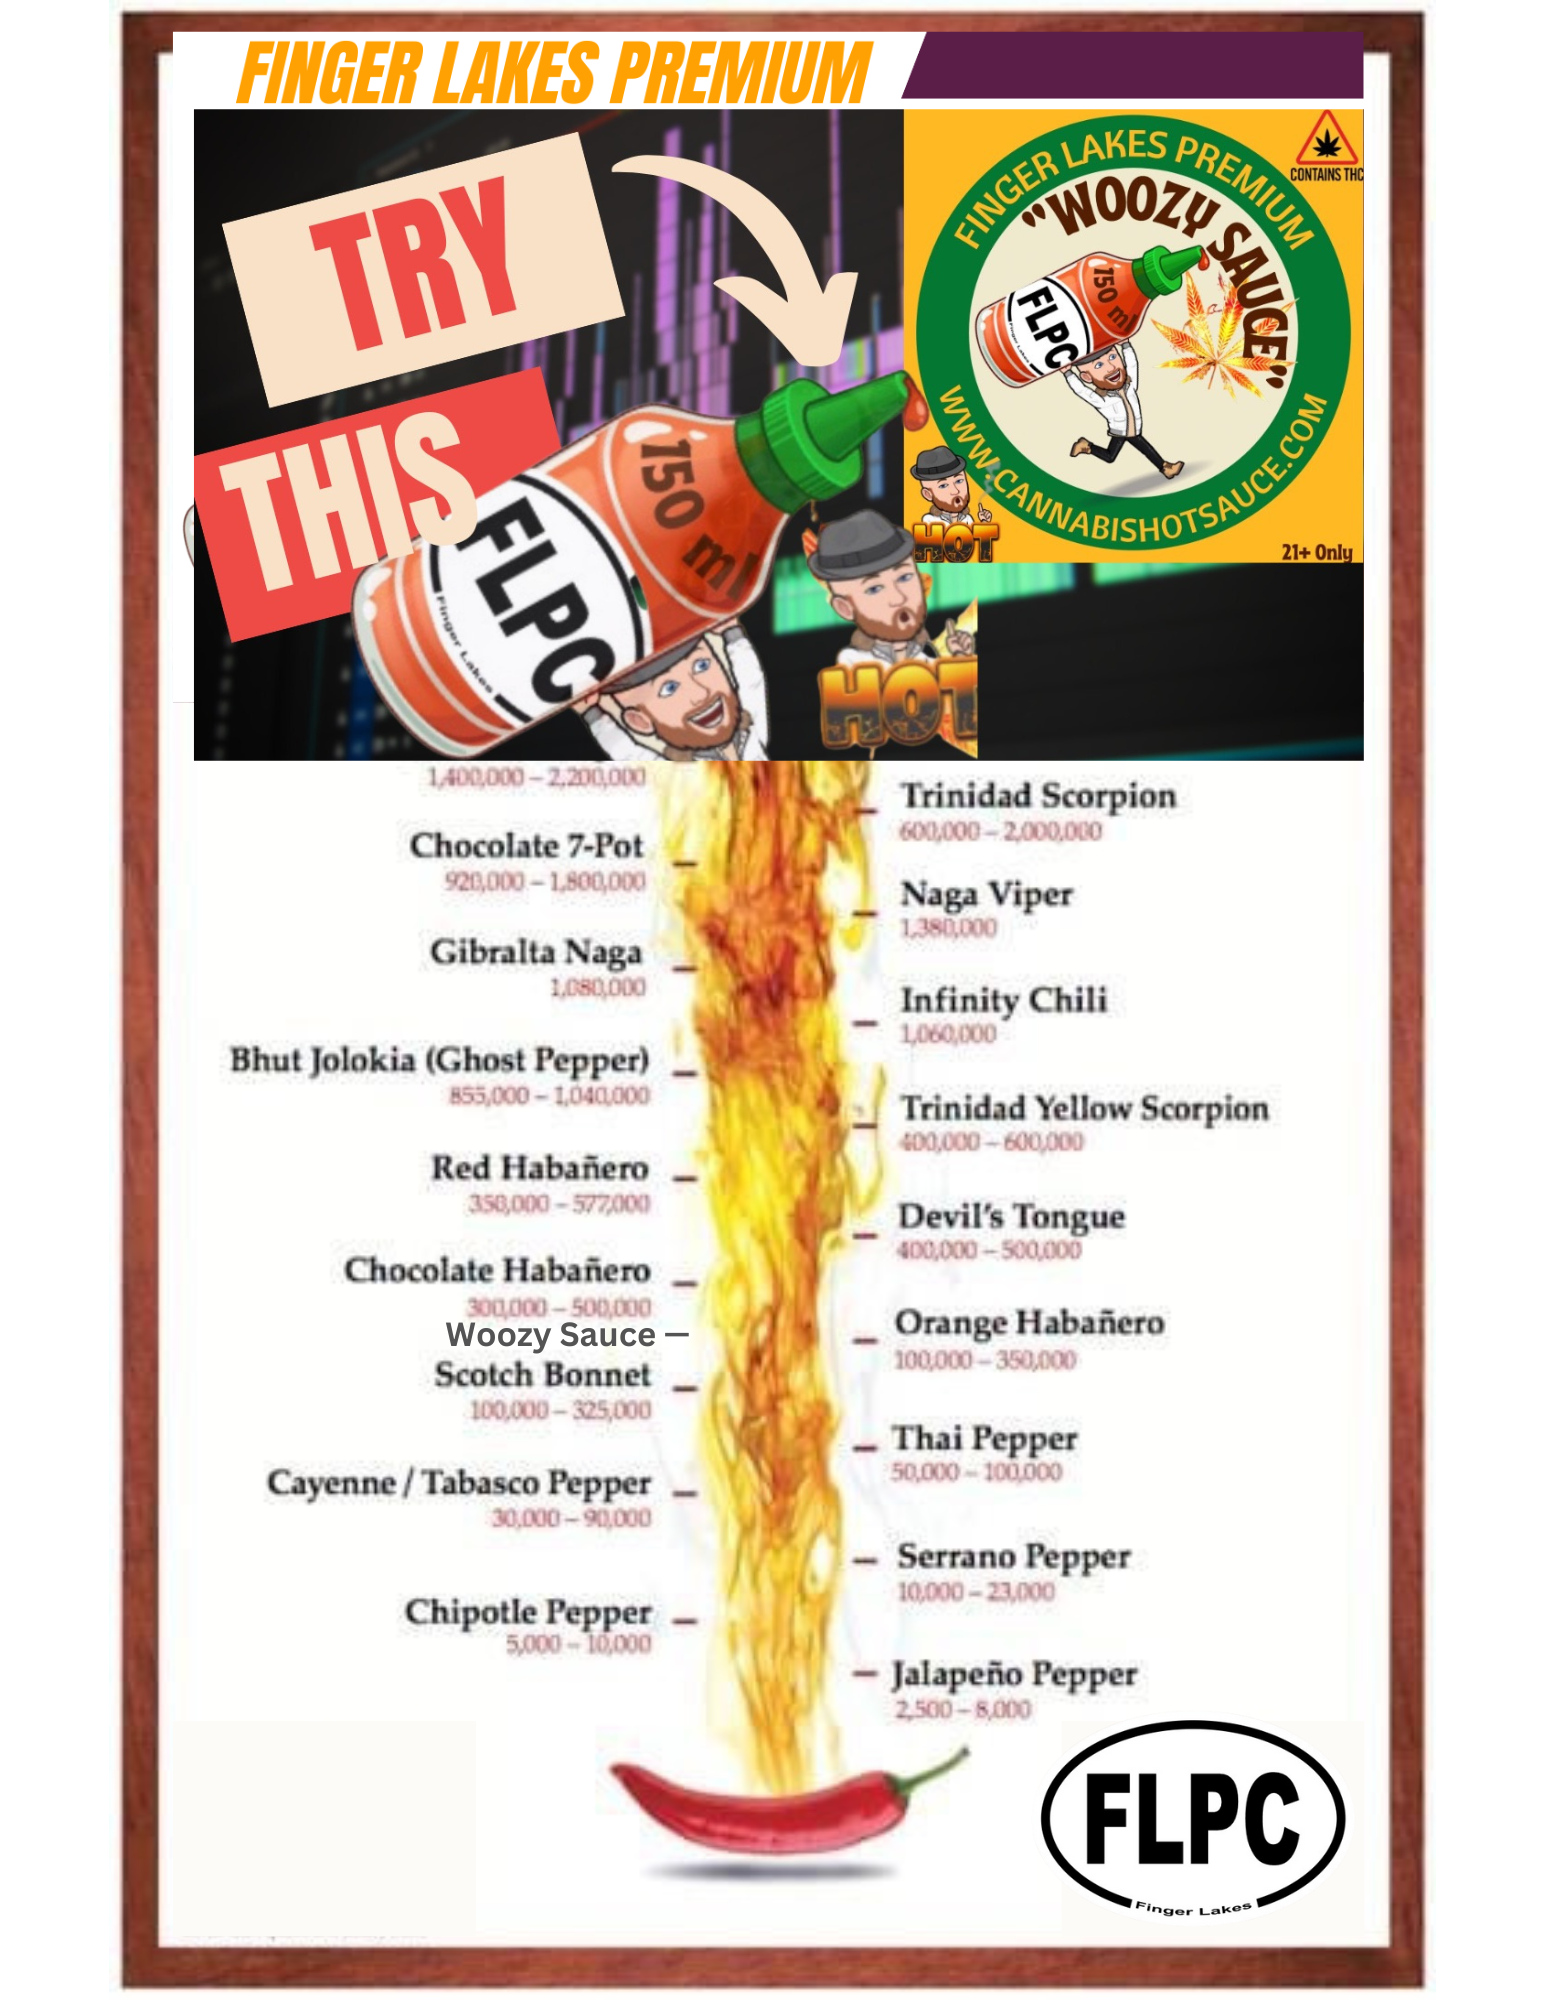 FINGER LAKES PREMIUM
TRY
THIS
150 ml
FLPC
Finger Lakes
HOT
CONTAINS THC
FINGER LAKES PREMIUM
"WOOZY SAUCE"
150 ml
FLPC
Finger Lakes
WWW.CANNABISHOTSAUCE.COM
HOT
21+ Only
1,400,000 – 2,200,000
Trinidad Scorpion
600,000 – 2,000,000
Chocolate 7-Pot
920,000 – 1,800,000
Naga Viper
1,380,000
Gibralta Naga
1,080,000
Infinity Chili
1,060,000
Bhut Jolokia (Ghost Pepper)
855,000 – 1,040,000
Trinidad Yellow Scorpion
400,000 – 600,000
Red Habañero
350,000 – 577,000
Devil's Tongue
400,000 – 500,000
Chocolate Habañero
300,000 – 500,000
Woozy Sauce –
Orange Habañero
100,000 – 350,000
Scotch Bonnet
100,000 – 325,000
Thai Pepper
50,000 – 100,000
Cayenne / Tabasco Pepper
30,000 – 90,000
Serrano Pepper
10,000 – 23,000
Chipotle Pepper
5,000 – 10,000
Jalapeño Pepper
2,500 – 8,000
FLPC
Finger Lakes